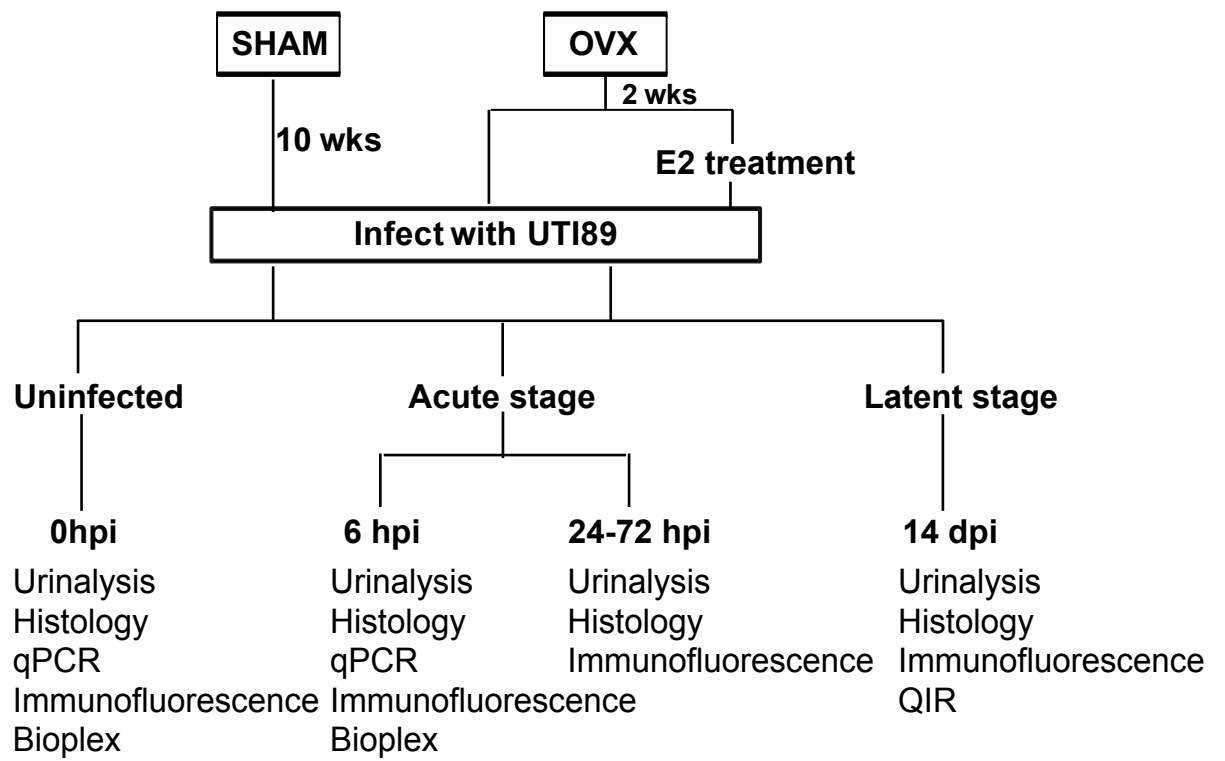 SHAM
OVX
2 wks
10 wks
E2 treatment
Infect with UTI89
Uninfected
Acute stage
Latent stage
0hpi
6 hpi
24-72 hpi
14 dpi
Urinalysis
Histology
qPCR
Immunofluorescence
Bioplex
Urinalysis
Histology
qPCR
Immunofluorescence
Bioplex
Urinalysis
Histology
Immunofluorescence
Urinalysis
Histology
Immunofluorescence
QIR